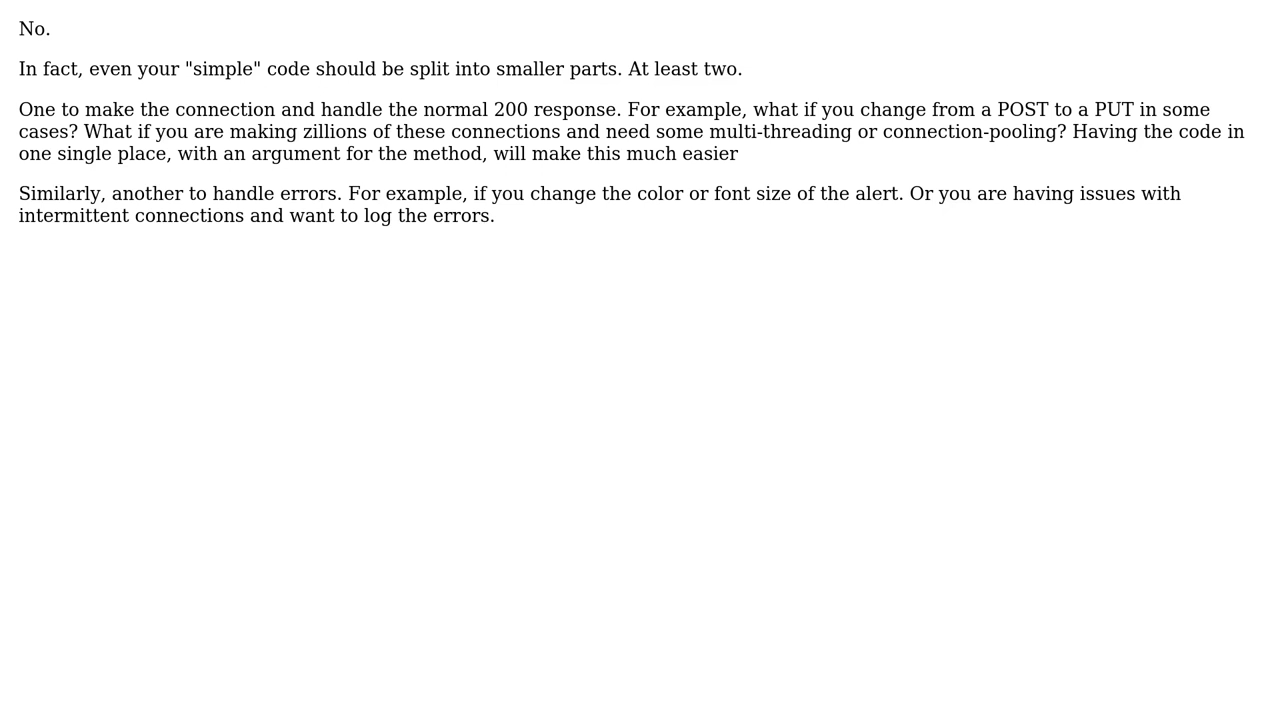 No.
In fact, even your "simple" code should be split into smaller parts. At least two.
One to make the connection and handle the normal 200 response. For example, what if you change from a POST to a PUT in some
cases? What if you are making zillions of these connections and need some multi-threading or connection-pooling? Having the code in
one single place, with an argument for the method, will make this much easier
Similarly, another to handle errors. For example, if you change the color or font size of the alert. Or you are having issues with
intermittent connections and want to log the errors.